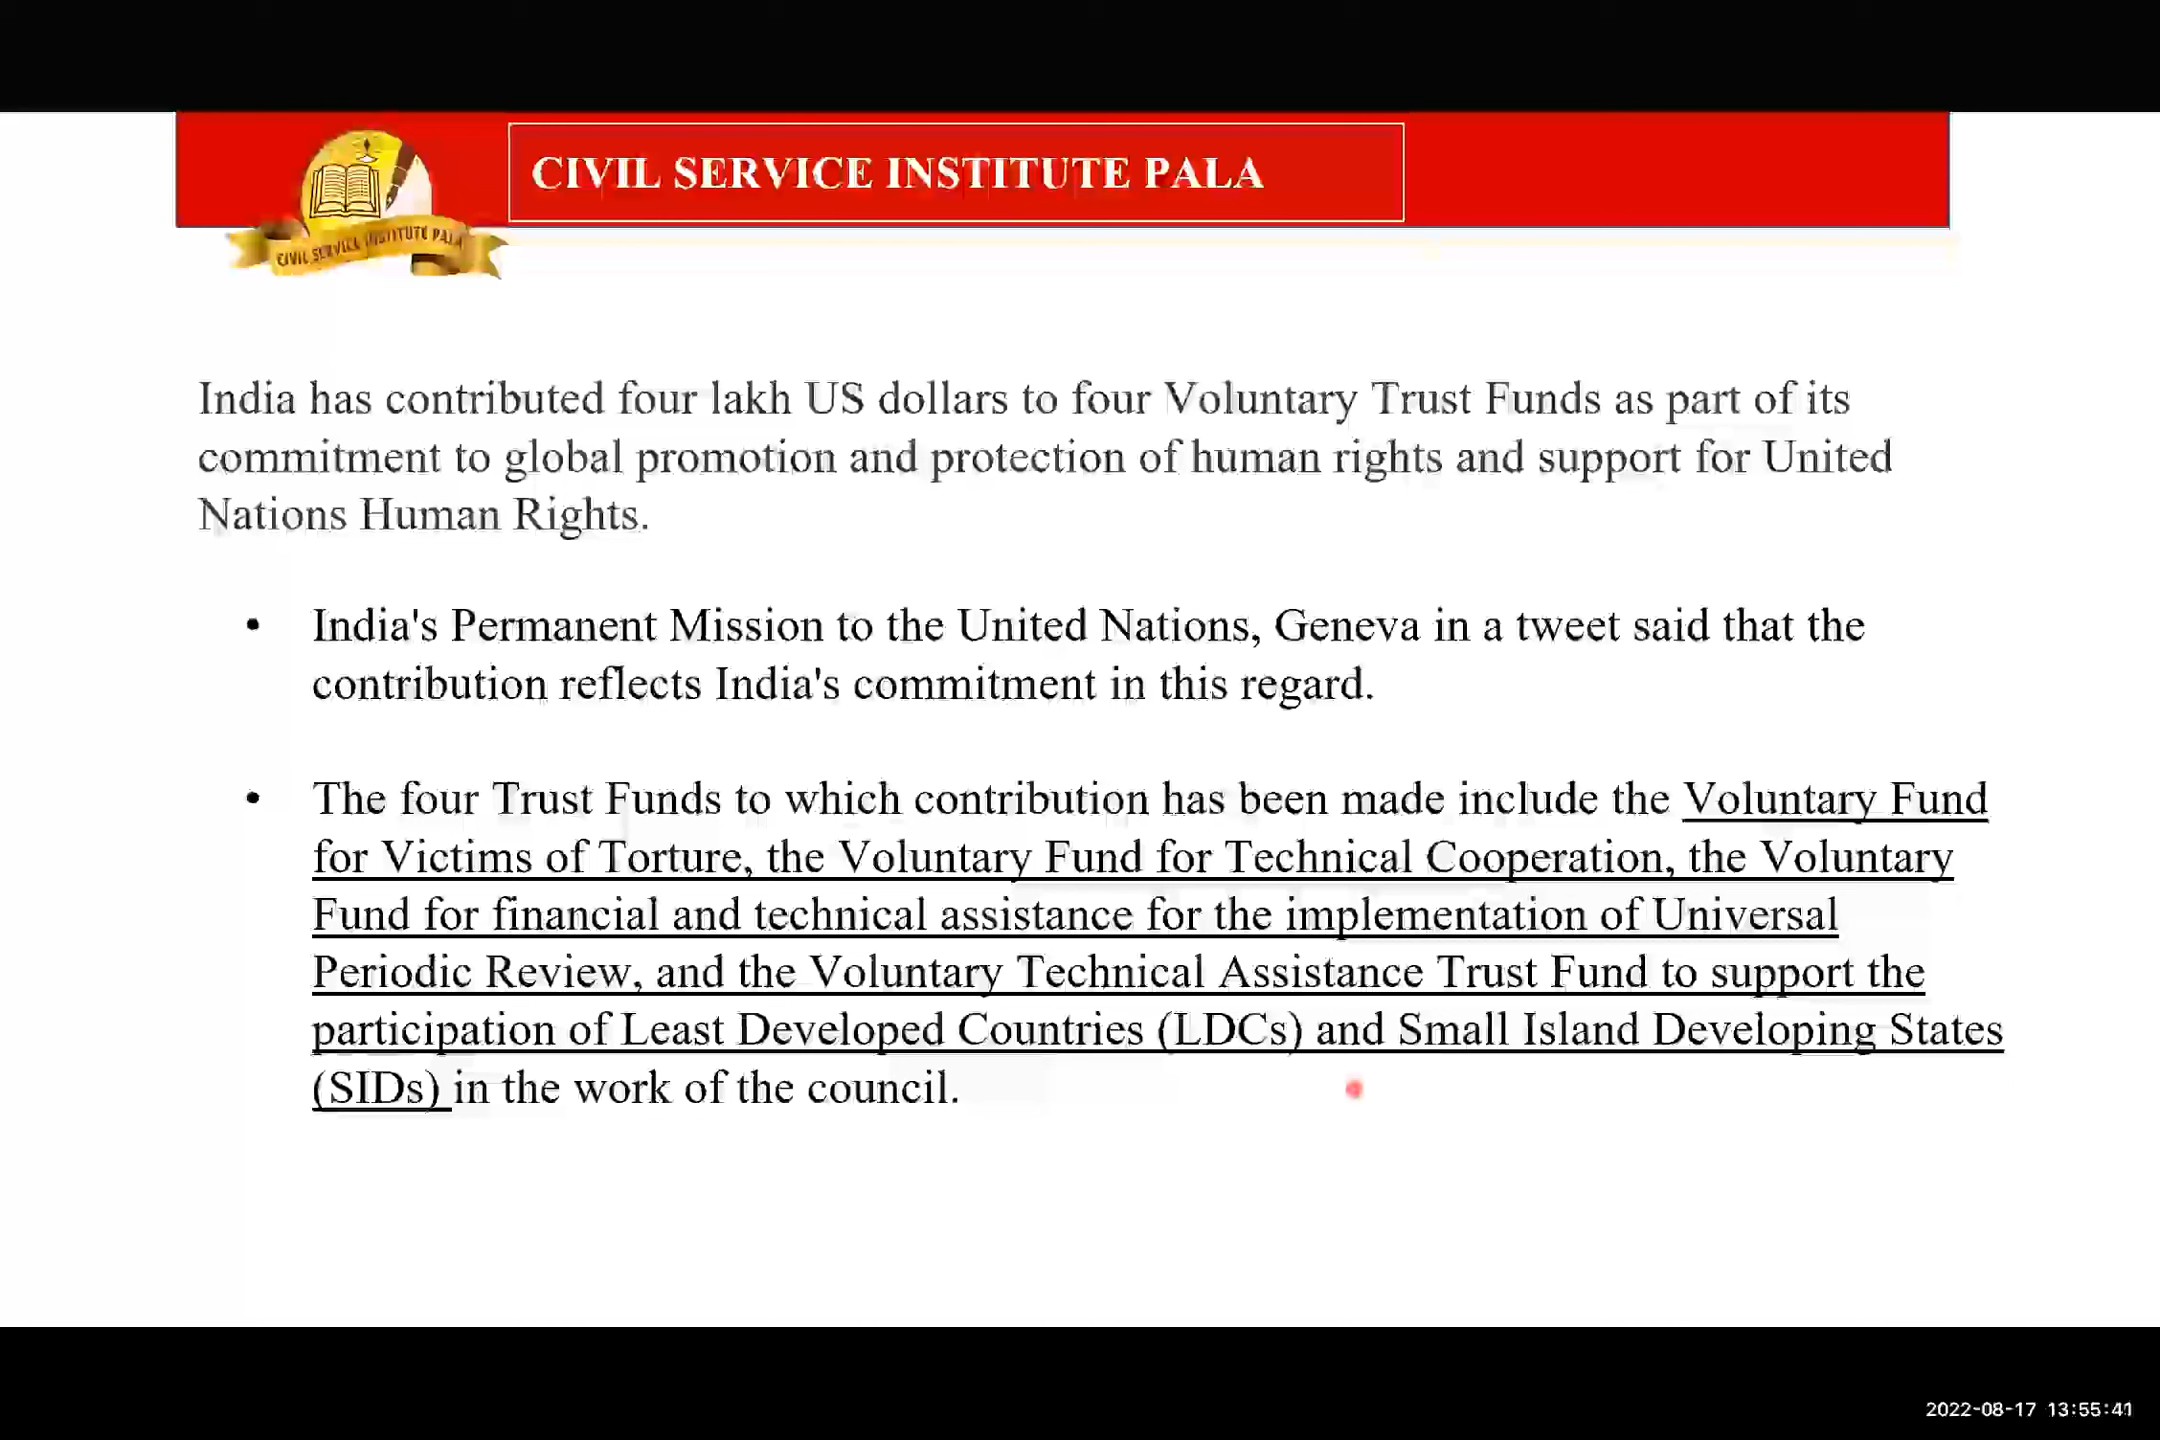 CIVIL SERVICE INSTITUTE PALA
CIVIL SERVICE INSTITUTE PALA
India has contributed four lakh US dollars to four Voluntary Trust Funds as part of its
commitment to global promotion and protection of human rights and support for United
Nations Human Rights.
• India's Permanent Mission to the United Nations, Geneva in a tweet said that the
contribution reflects India's commitment in this regard.
• The four Trust Funds to which contribution has been made include the Voluntary Fund
for Victims of Torture, the Voluntary Fund for Technical Cooperation, the Voluntary
Fund for financial and technical assistance for the implementation of Universal
Periodic Review, and the Voluntary Technical Assistance Trust Fund to support the
participation of Least Developed Countries (LDCs) and Small Island Developing States
(SIDs) in the work of the council.
2022-08-17 13:55:41